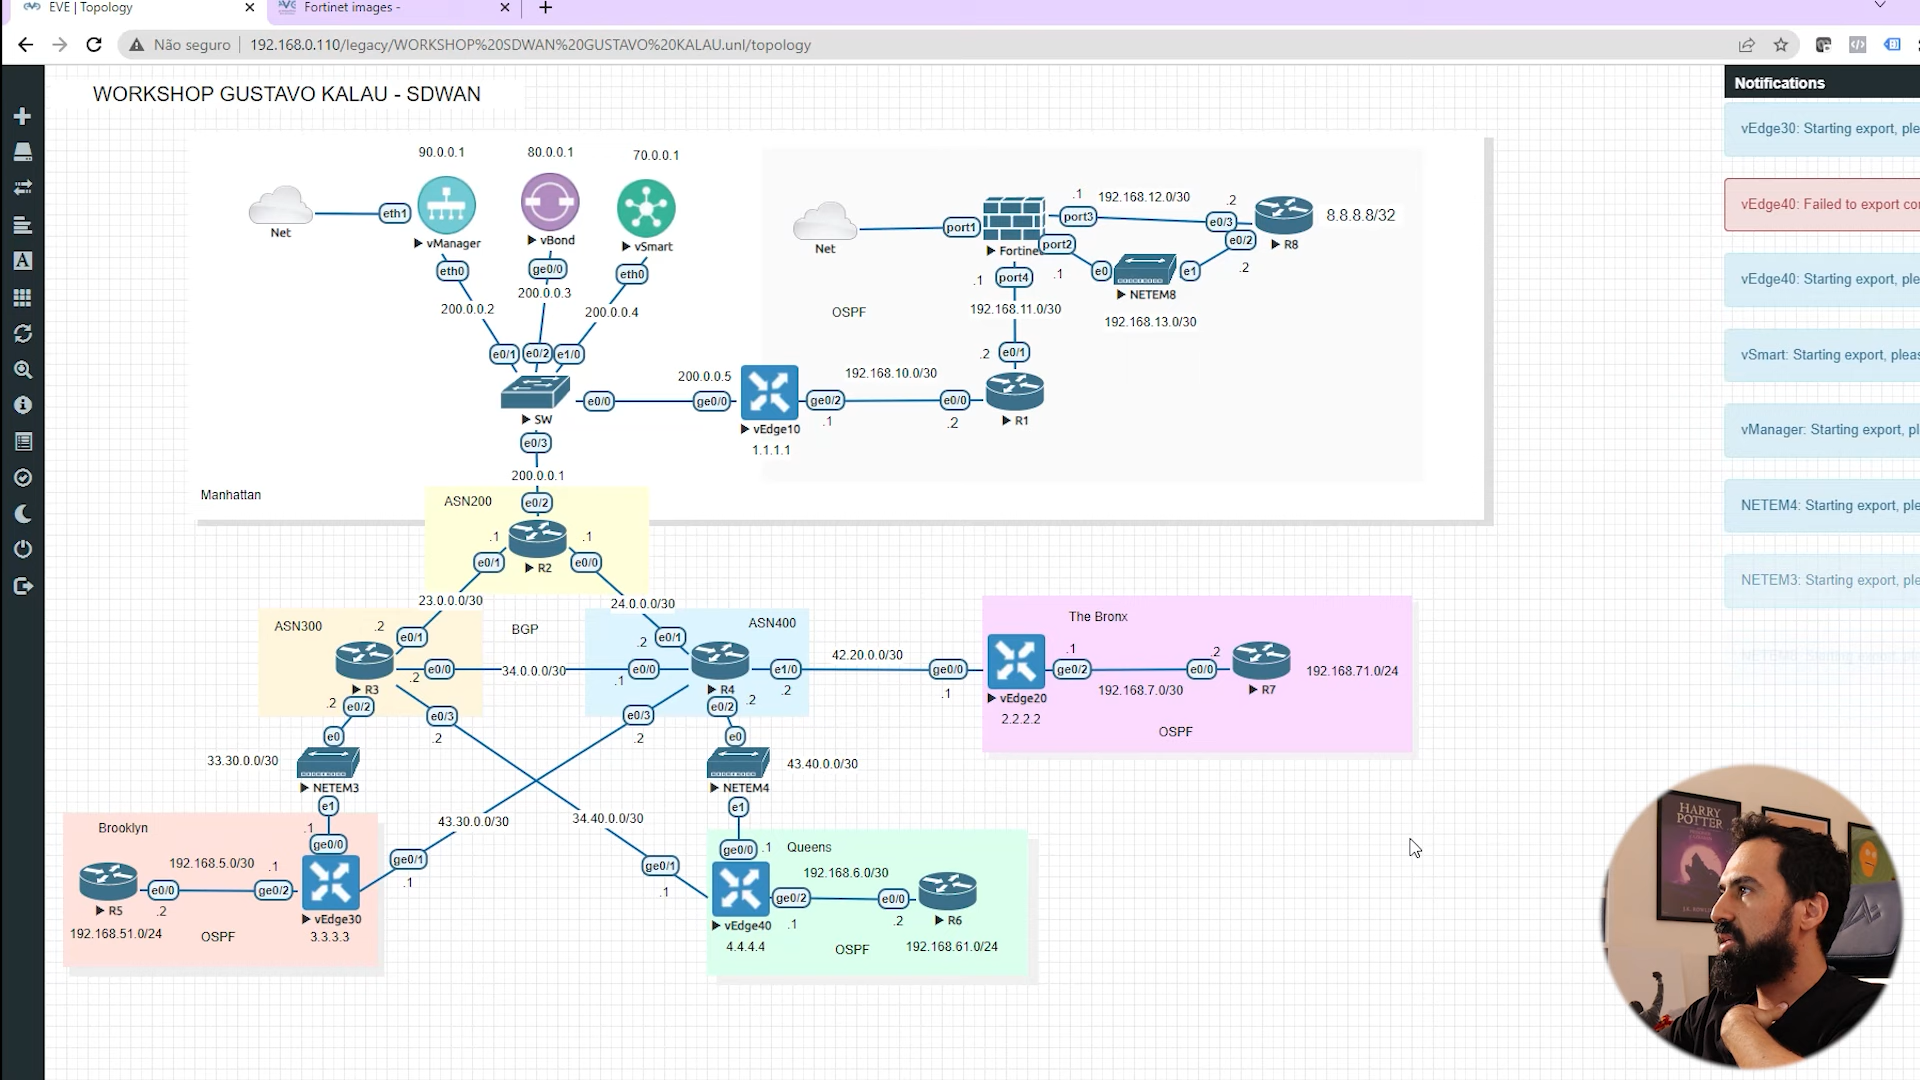 EVE | Topology
Fortinet images -
Não seguro
192.168.0.110/legacy/WORKSHOP%20SDWAN%20GUSTAVO%20KALAU.unl/topology
WORKSHOP GUSTAVO KALAU - SDWAN
Notifications
vEdge30: Starting export, ple
vEdge40: Failed to export con
vEdge40: Starting export, ple
vSmart: Starting export, pleas
vManager: Starting export, pl
NETEM4: Starting export, ple
NETEM3: Starting export, ple
90.0.0.1
80.0.0.1
70.0.0.1
Net
eth1
vManager
vBond
vSmart
eth0
ge0/0
eth0
200.0.0.2
200.0.0.3
200.0.0.4
e0/1
e0/2
e1/0
SW
e0/0
200.0.0.5
ge0/0
vEdge10
1.1.1.1
ge0/2
.1
192.168.10.0/30
e0/0
.2
R1
e0/1
.2
192.168.11.0/30
.1
port4
OSPF
Net
port1
Fortinet
port3
.1
192.168.12.0/30
.2
e0/3
R8
8.8.8.8/32
port2
.1
e0
NETEM8
e1
e0/2
.2
192.168.13.0/30
e0/3
200.0.0.1
Manhattan
ASN200
e0/2
R2
.1
.1
e0/1
e0/0
23.0.0.0/30
24.0.0.0/30
ASN300
.2
e0/1
BGP
ASN400
.2
e0/1
R3
e0/0
.2
34.0.0.0/30
e0/0
.1
R4
e1/0
.2
42.20.0.0/30
ge0/0
.1
The Bronx
vEdge20
2.2.2.2
.1
ge0/2
192.168.7.0/30
e0/0
.2
R7
192.168.71.0/24
OSPF
.2
e0/2
e0/3
.2
e0/3
.2
e0/2
.2
e0
e0
33.30.0.0/30
NETEM3
NETEM4
43.40.0.0/30
e1
e1
43.30.0.0/30
34.40.0.0/30
Brooklyn
.1
ge0/0
192.168.5.0/30
.1
R5
e0/0
.2
ge0/2
vEdge30
3.3.3.3
ge0/1
.1
192.168.51.0/24
OSPF
ge0/1
.1
ge0/0
.1
Queens
192.168.6.0/30
vEdge40
4.4.4.4
ge0/2
.1
e0/0
.2
R6
OSPF
192.168.61.0/24
HARRY
POTTER